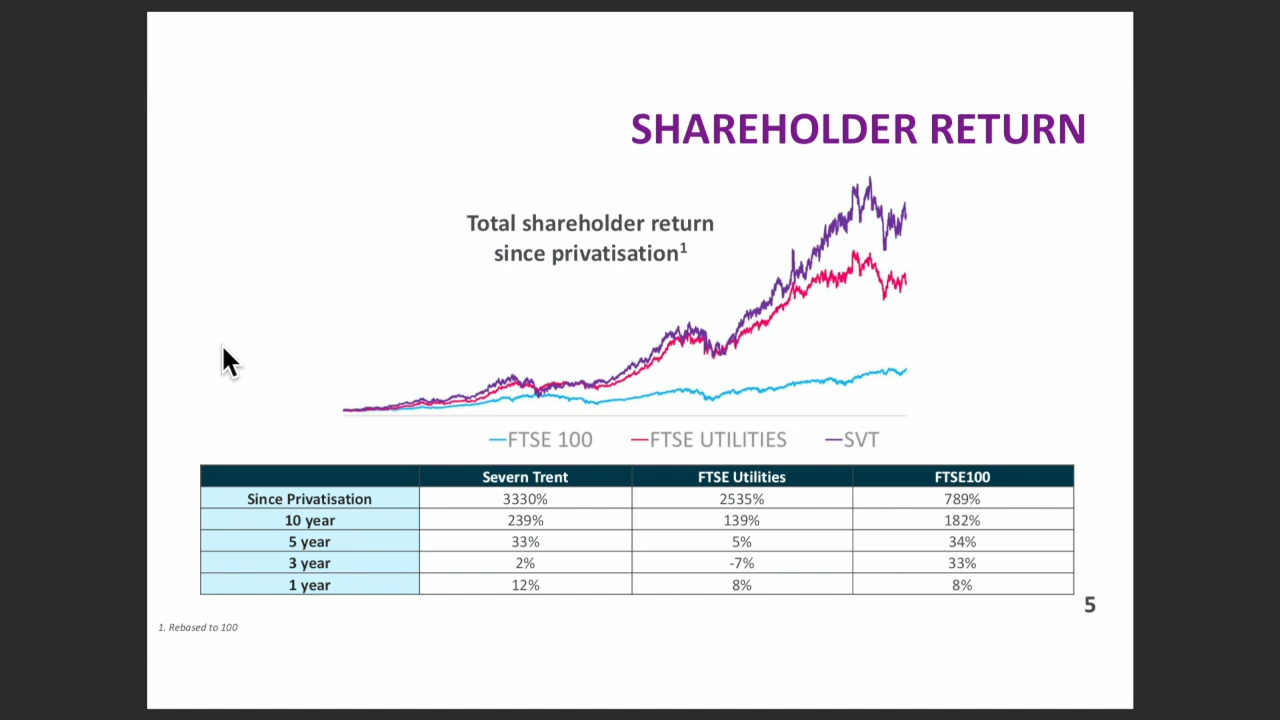 SHAREHOLDER RETURN
Total shareholder return
since privatisation¹
FTSE 100 FTSE UTILITIES SVT
Severn Trent FTSE Utilities FTSE100
Since Privatisation 3330% 2535% 789%
10 year 239% 139% 182%
5 year 33% 5% 34%
3 year 2% -7% 33%
1 year 12% 8% 8%
5
1. Rebased to 100